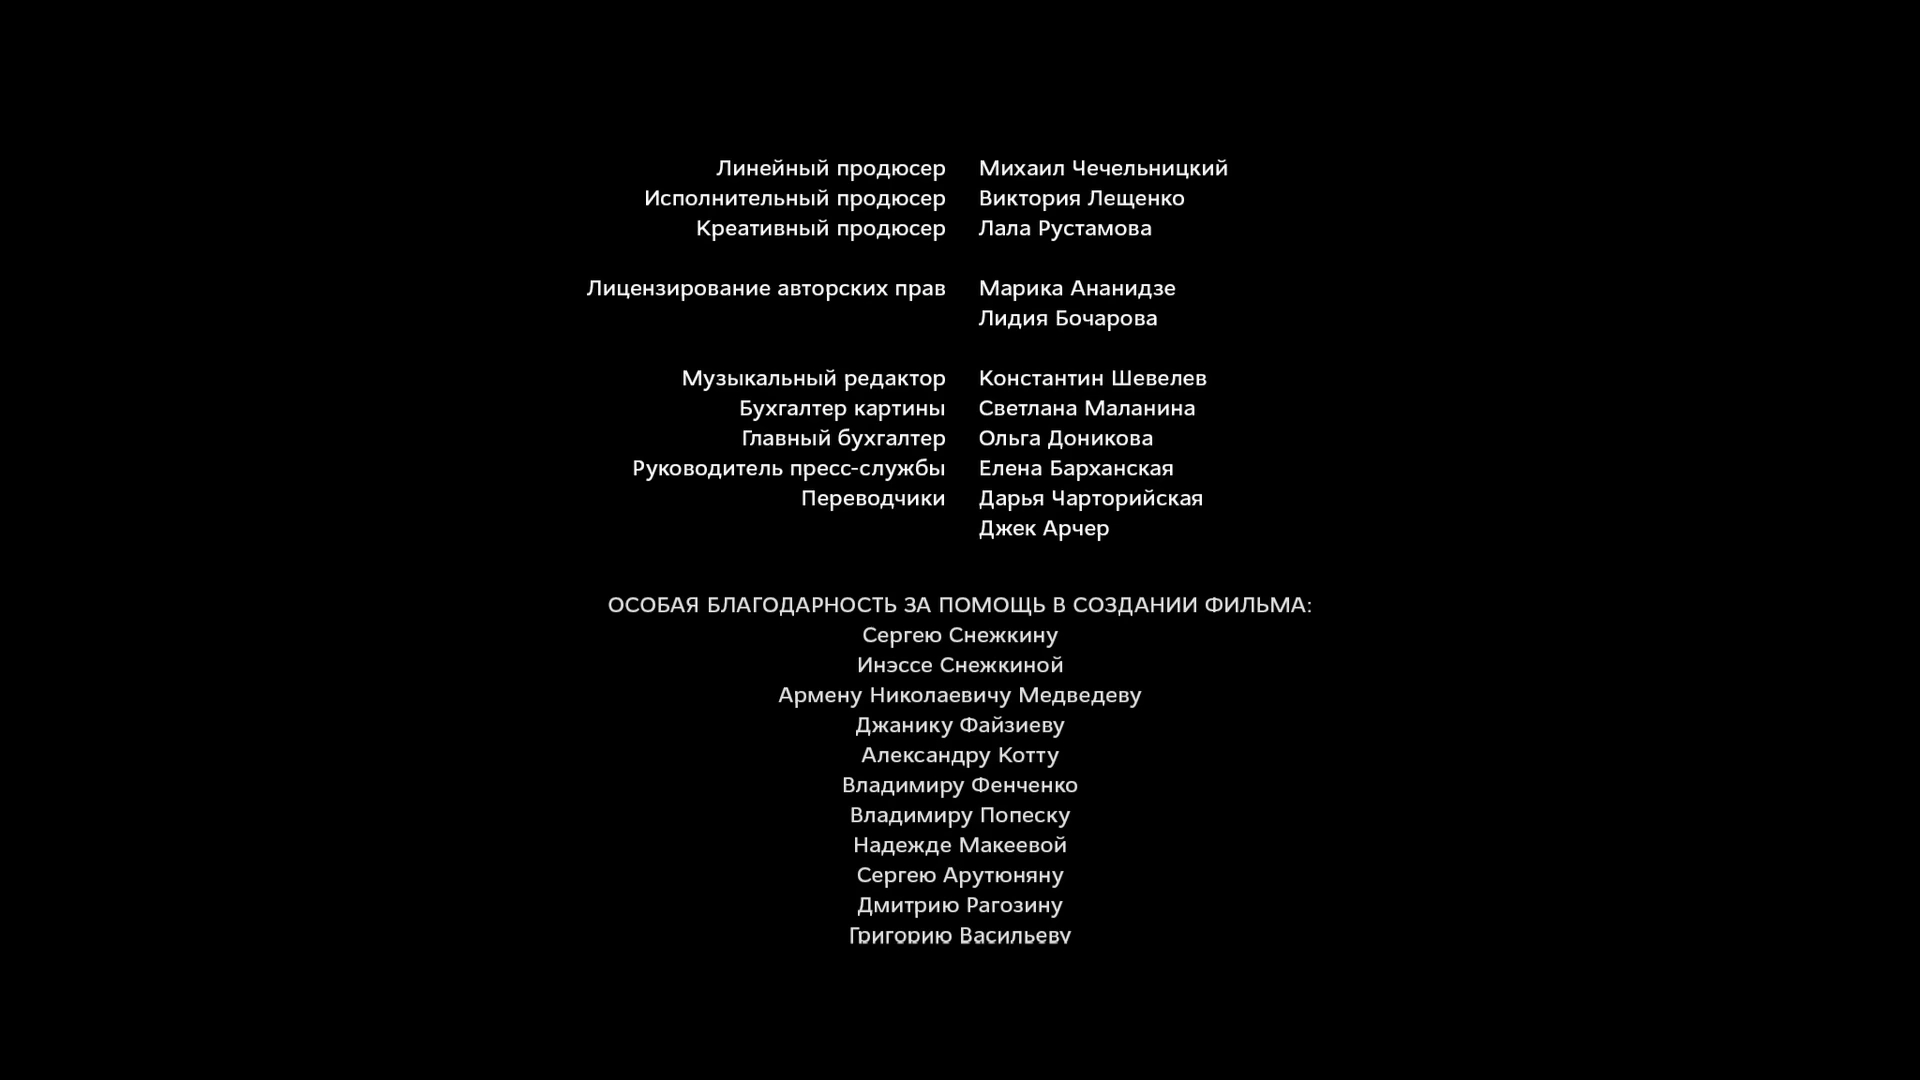 Линейный продюсер Михаил Чечельницкий
Исполнительный продюсер Виктория Лещенко
Креативный продюсер Лала Рустамова
Лицензирование авторских прав Марика Ананидзе
Лидия Бочарова
Музыкальный редактор Константин Шевелев
Бухгалтер картины Светлана Маланина
Главный бухгалтер Ольга Доникова
Руководитель пресс-службы Елена Барханская
Переводчики Дарья Чарторийская
Джек Арчер
ОСОБАЯ БЛАГОДАРНОСТЬ ЗА ПОМОЩЬ В СОЗДАНИИ ФИЛЬМА:
Сергею Снежкину
Инэссе Снежкиной
Армену Николаевичу Медведеву
Джанику Файзиеву
Александру Котту
Владимиру Фенченко
Владимиру Попеску
Надежде Макеевой
Сергею Арутюняну
Дмитрию Рагозину
Григорию Васильеву